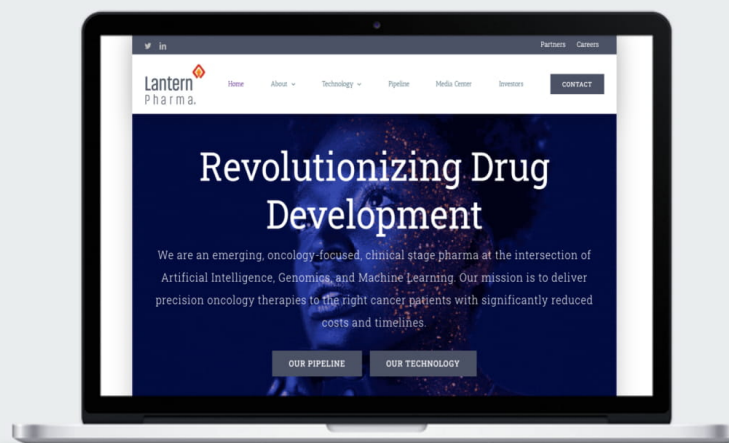 Partners Careers
Lantern
Pharma.
Home About Technology Pipeline Media Center Investors CONTACT
Revolutionizing Drug
Development
We are an emerging, oncology-focused, clinical stage pharma at the intersection of
Artificial Intelligence, Genomics, and Machine Learning. Our mission is to deliver
precision oncology therapies to the right cancer patients with significantly reduced
costs and timelines.
OUR PIPELINE OUR TECHNOLOGY